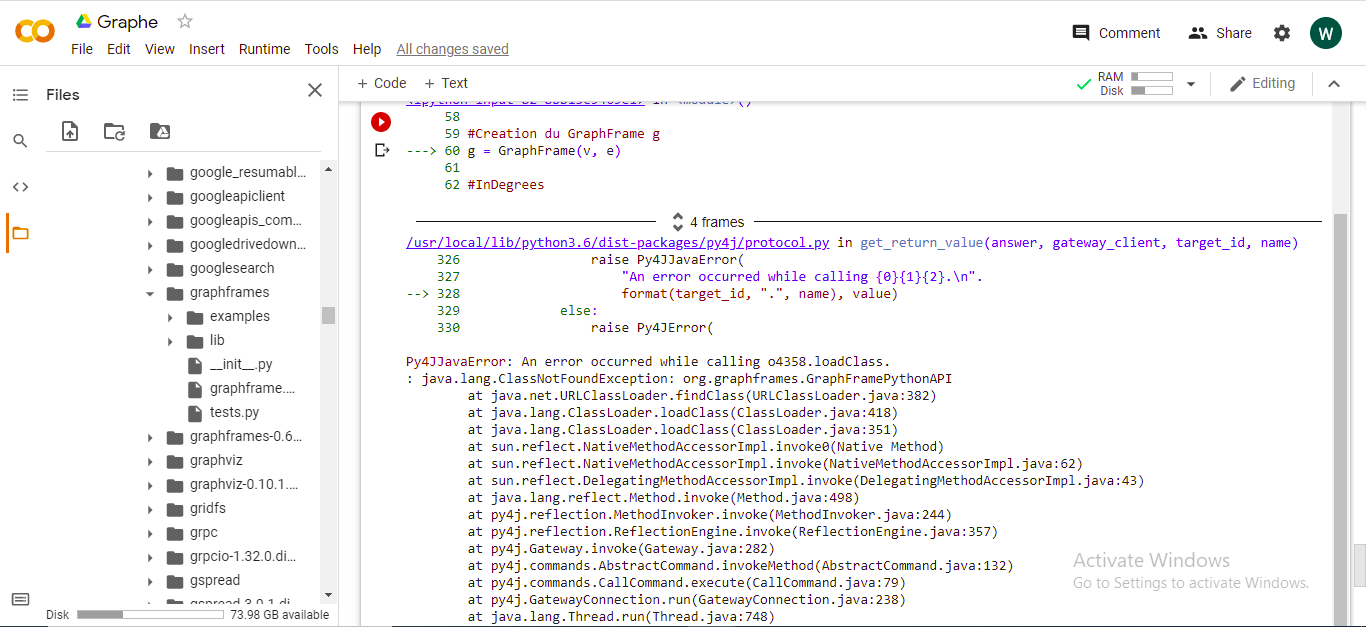 Graphe
File Edit View Insert Runtime Tools Help All changes saved
Comment Share W
Files
+ Code + Text
RAM
Disk
Editing
google_resumabl...
googleapiclient
googleapis_com...
googledrivedown...
googlesearch
graphframes
examples
lib
__init__.py
graphframe....
tests.py
graphframes-0.6...
graphviz
graphviz-0.10.1....
gridfs
grpc
grpcio-1.32.0.di...
gspread
Disk 73.98 GB available
58
59 #Creation du GraphFrame g
---> 60 g = GraphFrame(v, e)
61
62 #InDegrees
4 frames
/usr/local/lib/python3.6/dist-packages/py4j/protocol.py in get_return_value(answer, gateway_client, target_id, name)
326 raise Py4JJavaError(
327 "An error occurred while calling {0}{1}{2}.\n".
--> 328 format(target_id, ".", name), value)
329 else:
330 raise Py4JError(
Py4JJavaError: An error occurred while calling o4358.loadClass.
: java.lang.ClassNotFoundException: org.graphframes.GraphFramePythonAPI
at java.net.URLClassLoader.findClass(URLClassLoader.java:382)
at java.lang.ClassLoader.loadClass(ClassLoader.java:418)
at java.lang.ClassLoader.loadClass(ClassLoader.java:351)
at sun.reflect.NativeMethodAccessorImpl.invoke0(Native Method)
at sun.reflect.NativeMethodAccessorImpl.invoke(NativeMethodAccessorImpl.java:62)
at sun.reflect.DelegatingMethodAccessorImpl.invoke(DelegatingMethodAccessorImpl.java:43)
at java.lang.reflect.Method.invoke(Method.java:498)
at py4j.reflection.MethodInvoker.invoke(MethodInvoker.java:244)
at py4j.reflection.ReflectionEngine.invoke(ReflectionEngine.java:357)
at py4j.Gateway.invoke(Gateway.java:282)
at py4j.commands.AbstractCommand.invokeMethod(AbstractCommand.java:132)
at py4j.commands.CallCommand.execute(CallCommand.java:79)
at py4j.GatewayConnection.run(GatewayConnection.java:238)
at java.lang.Thread.run(Thread.java:748)
Activate Windows
Go to Settings to activate Windows.